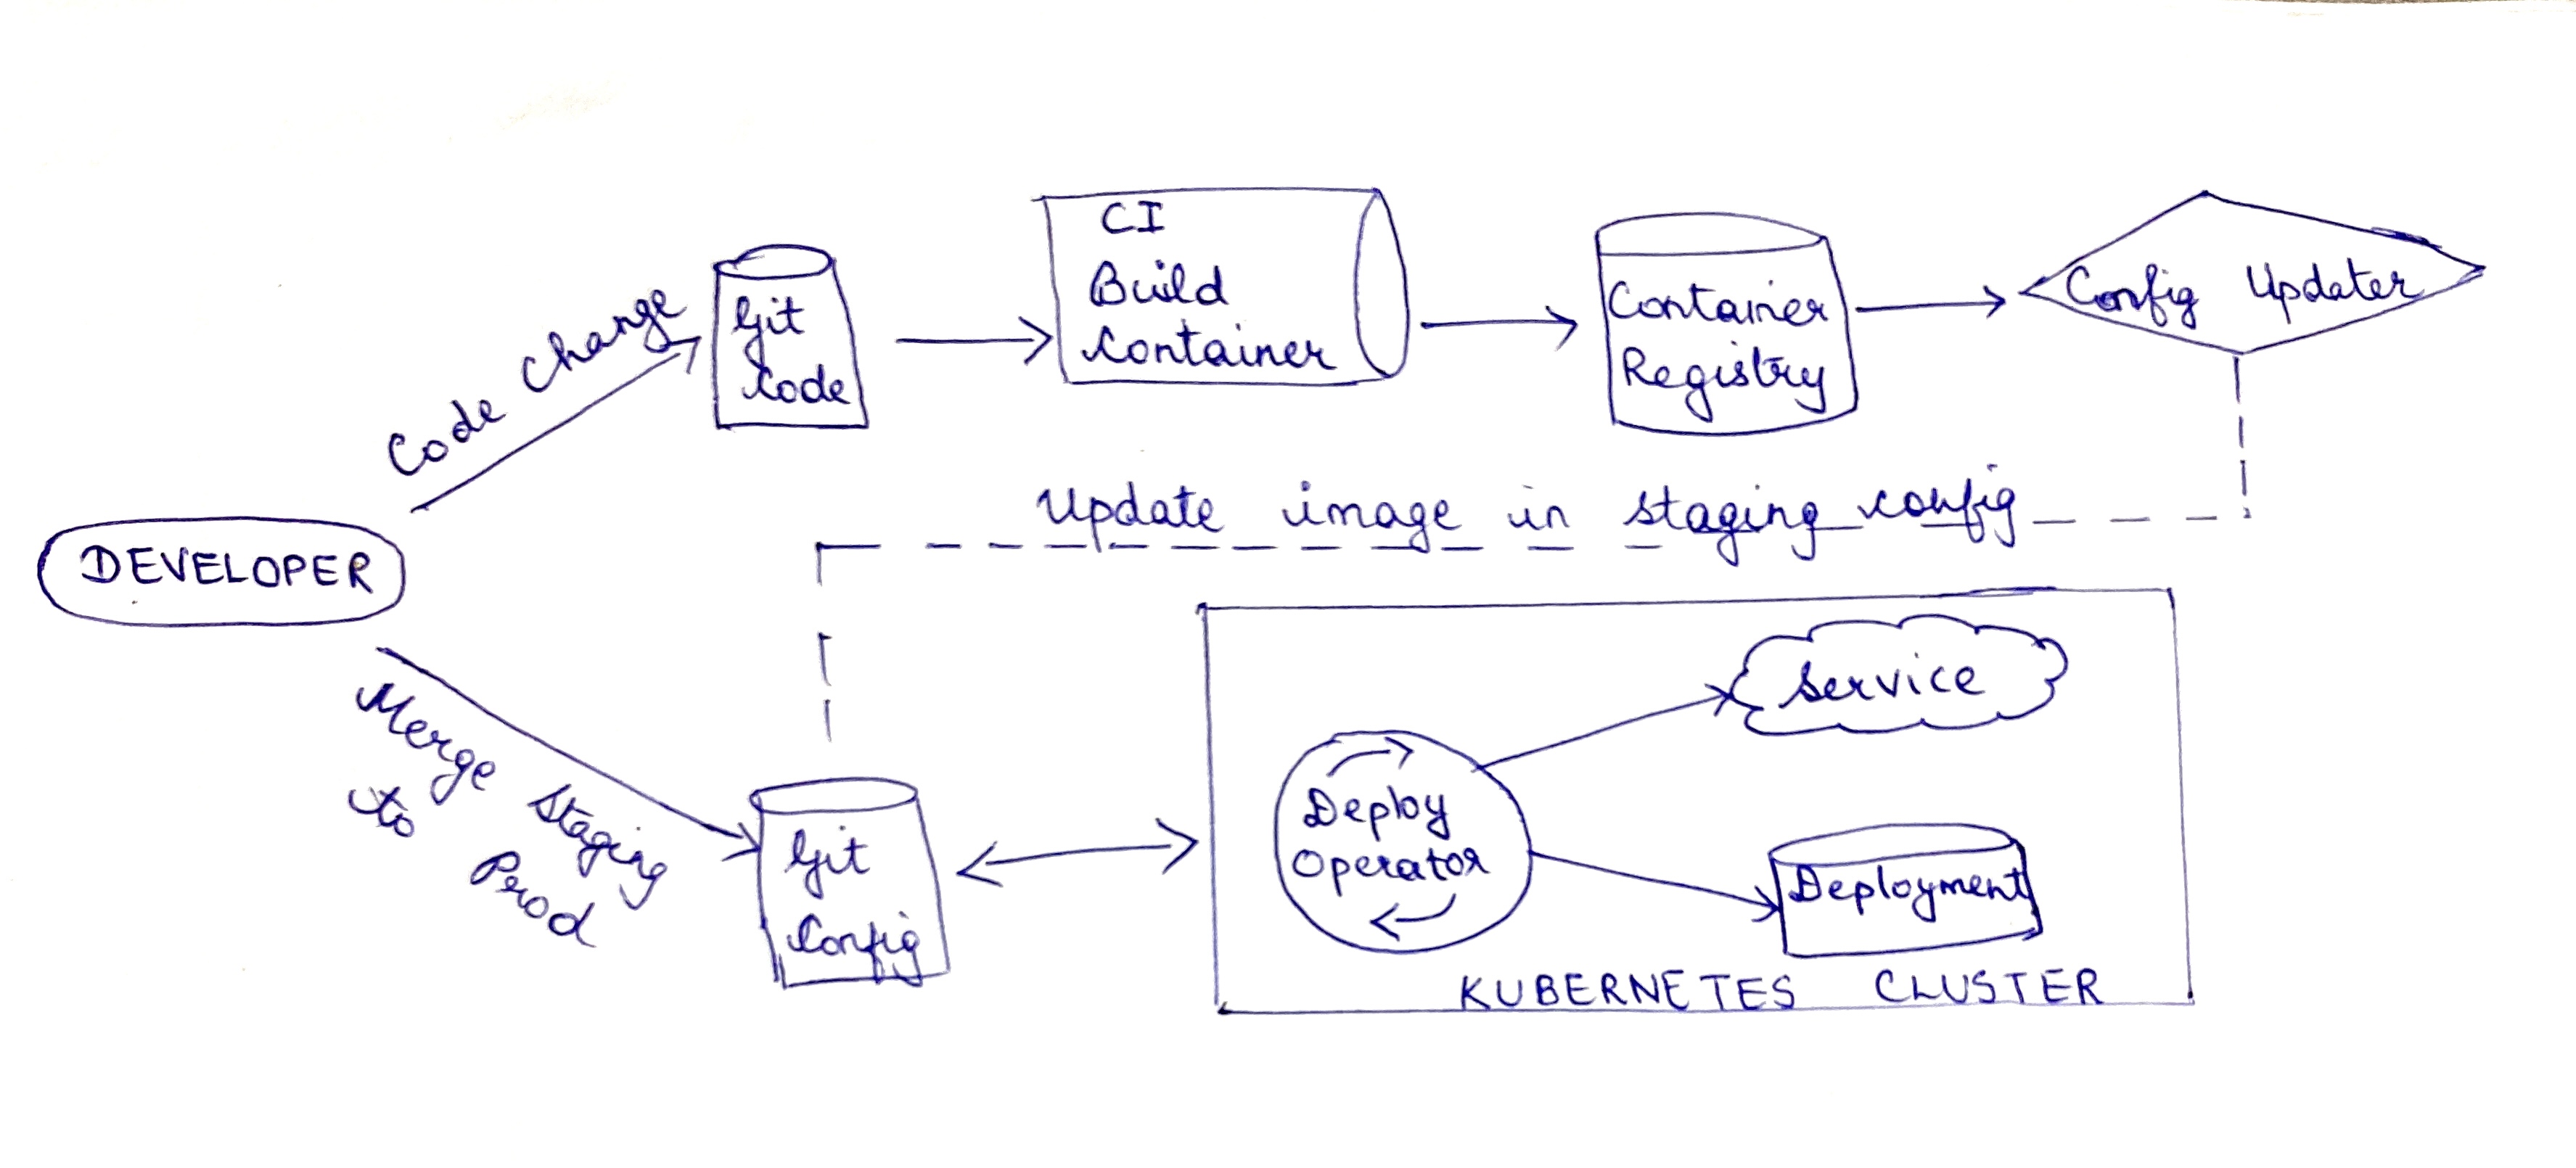 Code change
Git
Code
CI
Build
Container
Container
Registry
Config Updater
Update image in staging config
DEVELOPER
Merge Staging
to Prod
Git
Config
Deploy
Operator
Service
Deployment
KUBERNETES CLUSTER